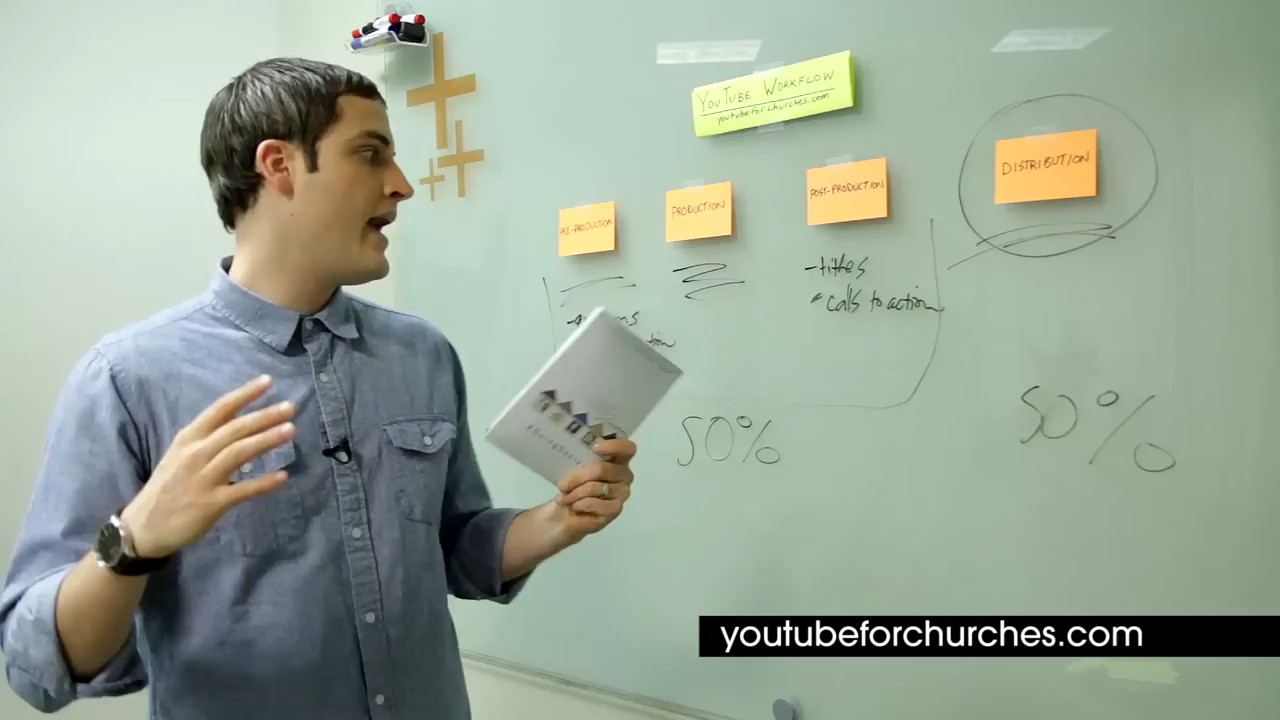 YOUTUBE WORKFLOW
youtubeforchurches.com
DISTRIBUTION
POST-PRODUCTION
PRODUCTION
PRE-PRODUCTION
-titles
-calls to action
50%
50%
youtubeforchurches.com